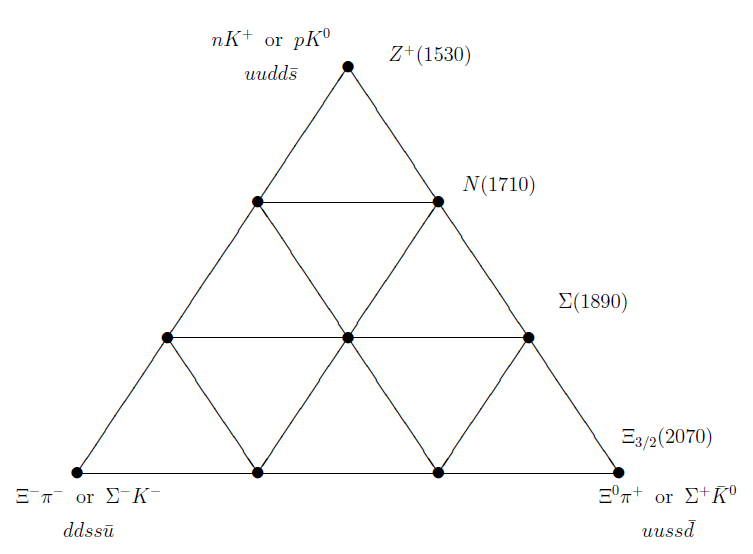 nK⁺ or pK⁰
Z⁺(1530)
uudds̄
N(1710)
Σ(1890)
Ξ₃/₂(2070)
Ξ⁻π⁻ or Σ⁻K⁻
Ξ⁰π⁺ or Σ⁺K̄⁰
ddssū
uussd̄